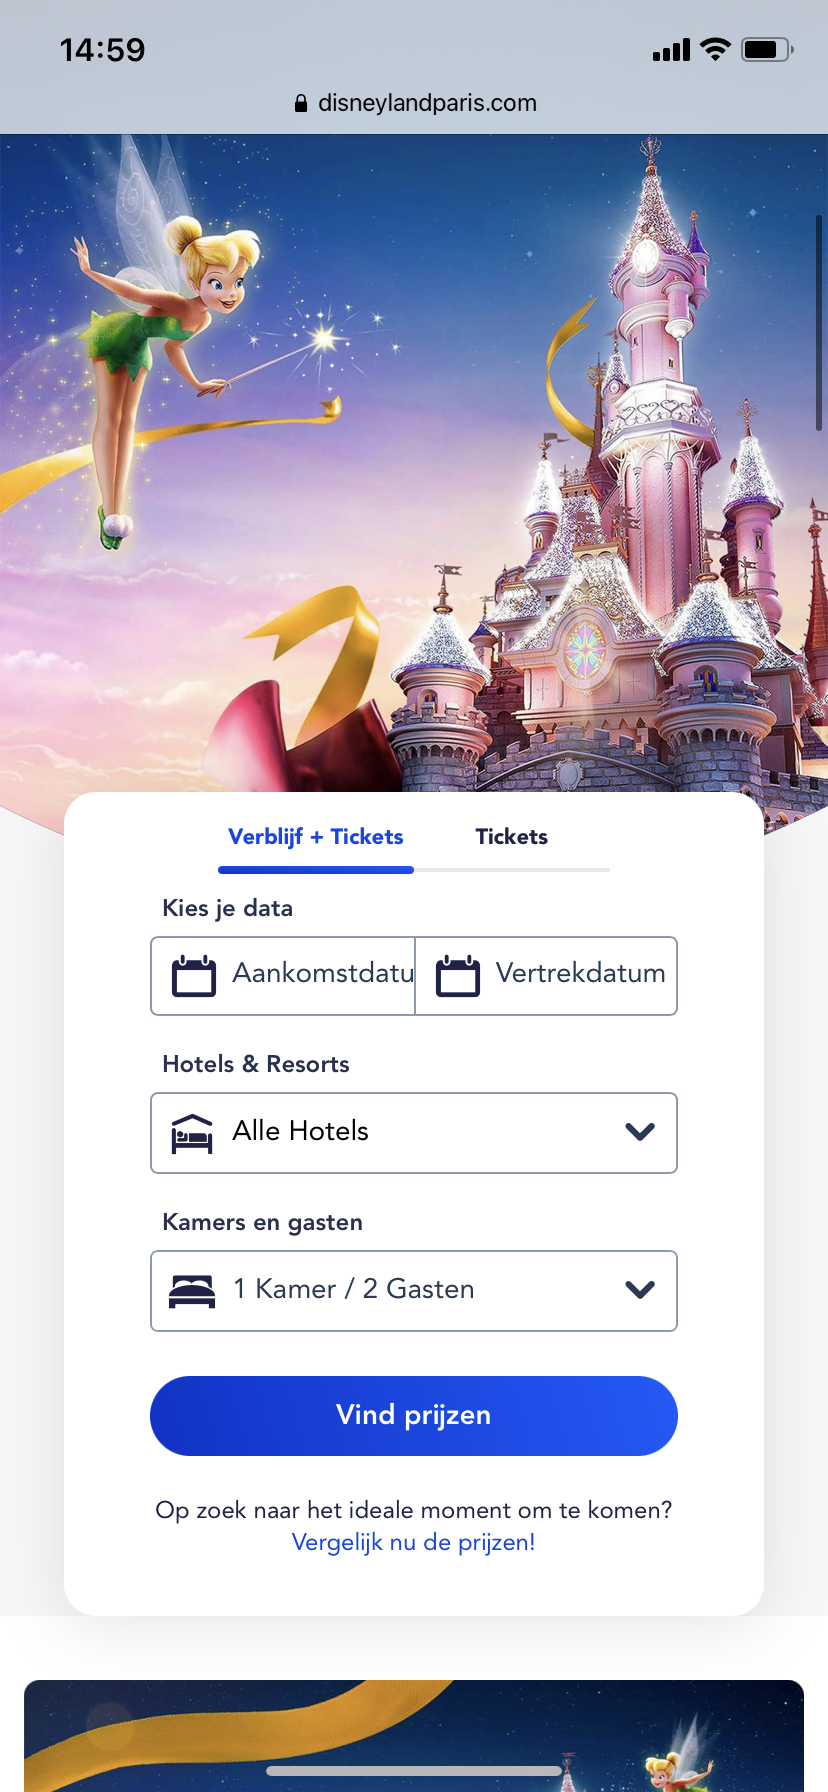 14:59
disneylandparis.com
Verblijf + Tickets
Tickets
Kies je data
Aankomstdatu
Vertrekdatum
Hotels & Resorts
Alle Hotels
Kamers en gasten
1 Kamer / 2 Gasten
Vind prijzen
Op zoek naar het ideale moment om te komen?
Vergelijk nu de prijzen!